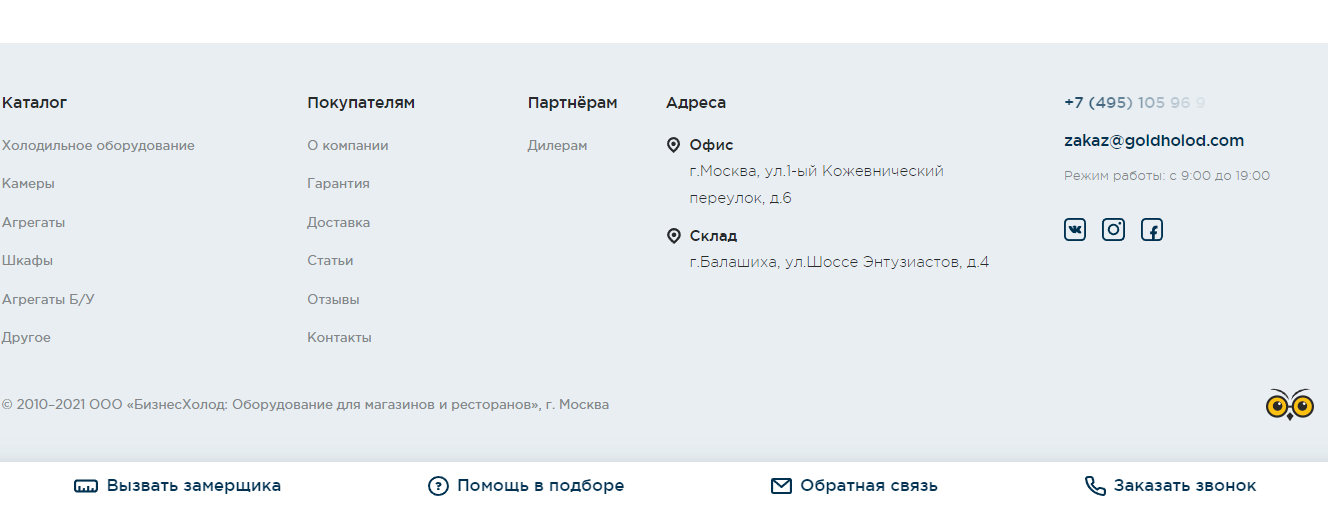 Каталог
Холодильное оборудование
Камеры
Агрегаты
Шкафы
Агрегаты Б/У
Другое
Покупателям
О компании
Гарантия
Доставка
Статьи
Отзывы
Контакты
Партнёрам
Дилерам
Адреса
Офис
г.Москва, ул.1-ый Кожевнический
переулок, д.6
Склад
г.Балашиха, ул.Шоссе Энтузиастов, д.4
+7 (495) 105 96 9
zakaz@goldholod.com
Режим работы: с 9:00 до 19:00
© 2010–2021 ООО «БизнесХолод: Оборудование для магазинов и ресторанов», г. Москва
Вызвать замерщика
Помощь в подборе
Обратная связь
Заказать звонок